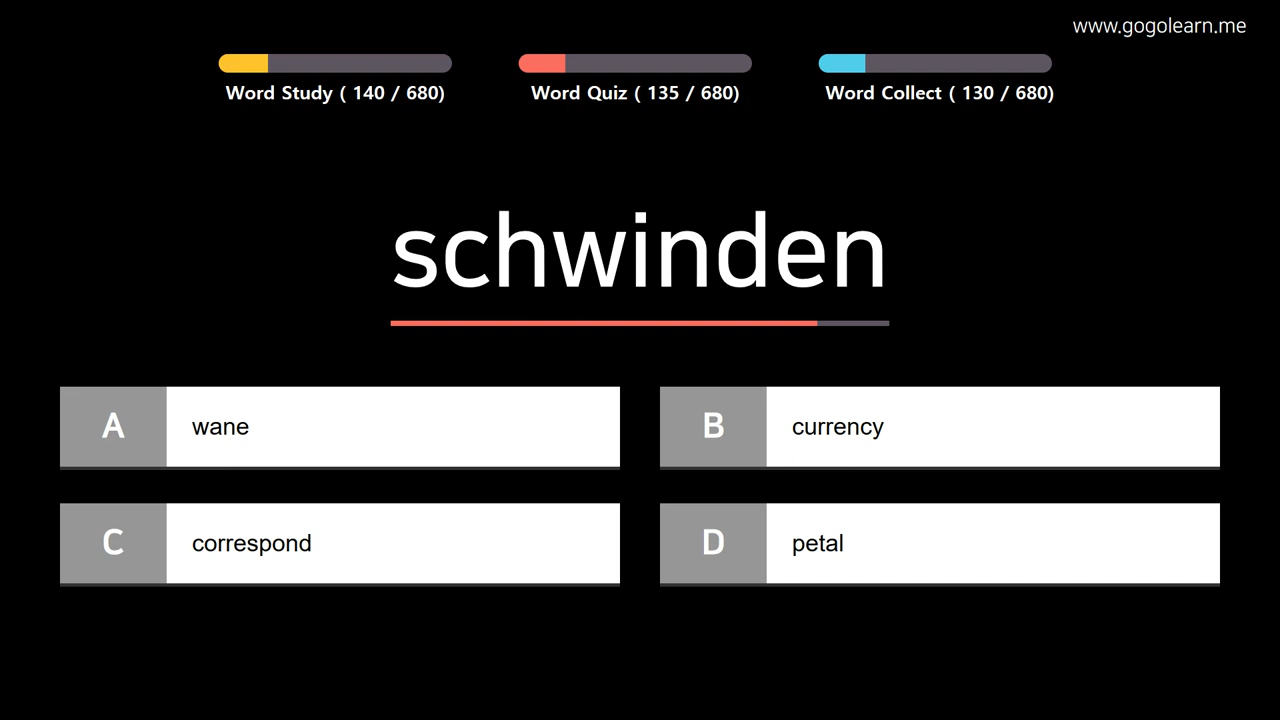 www.gogolearn.me
Word Study ( 140 / 680)
Word Quiz ( 135 / 680)
Word Collect ( 130 / 680)
schwinden
A wane
B currency
C correspond
D petal